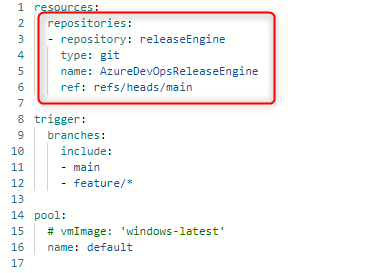 1 resources:
2   repositories:
3   - repository: releaseEngine
4     type: git
5     name: AzureDevOpsReleaseEngine
6     ref: refs/heads/main
7
8 trigger:
9   branches:
10     include:
11     - main
12     - feature/*
13
14 pool:
15   # vmImage: 'windows-latest'
16   name: default
17